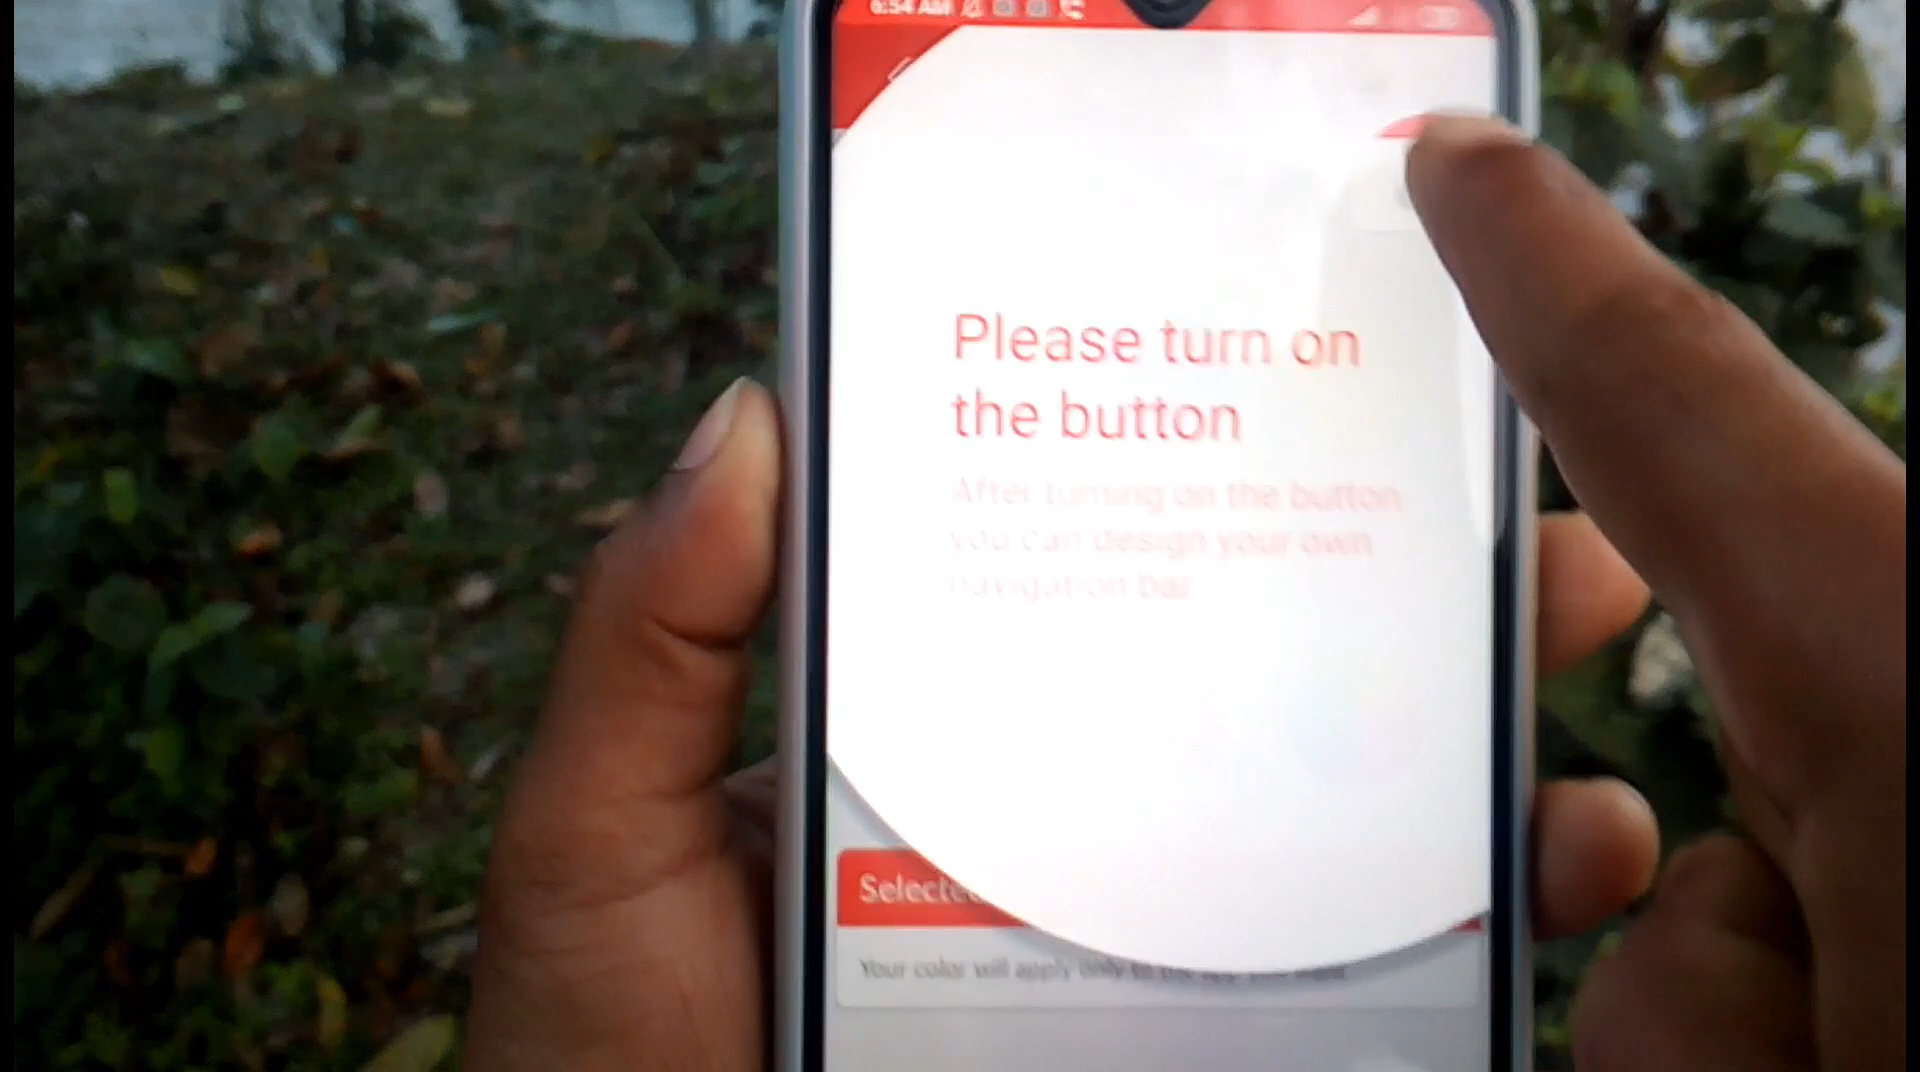 6:54 AM
Please turn on
the button
After turning on the button
you can design your own
navigation bar
Selected
Your color will apply only to the app you want